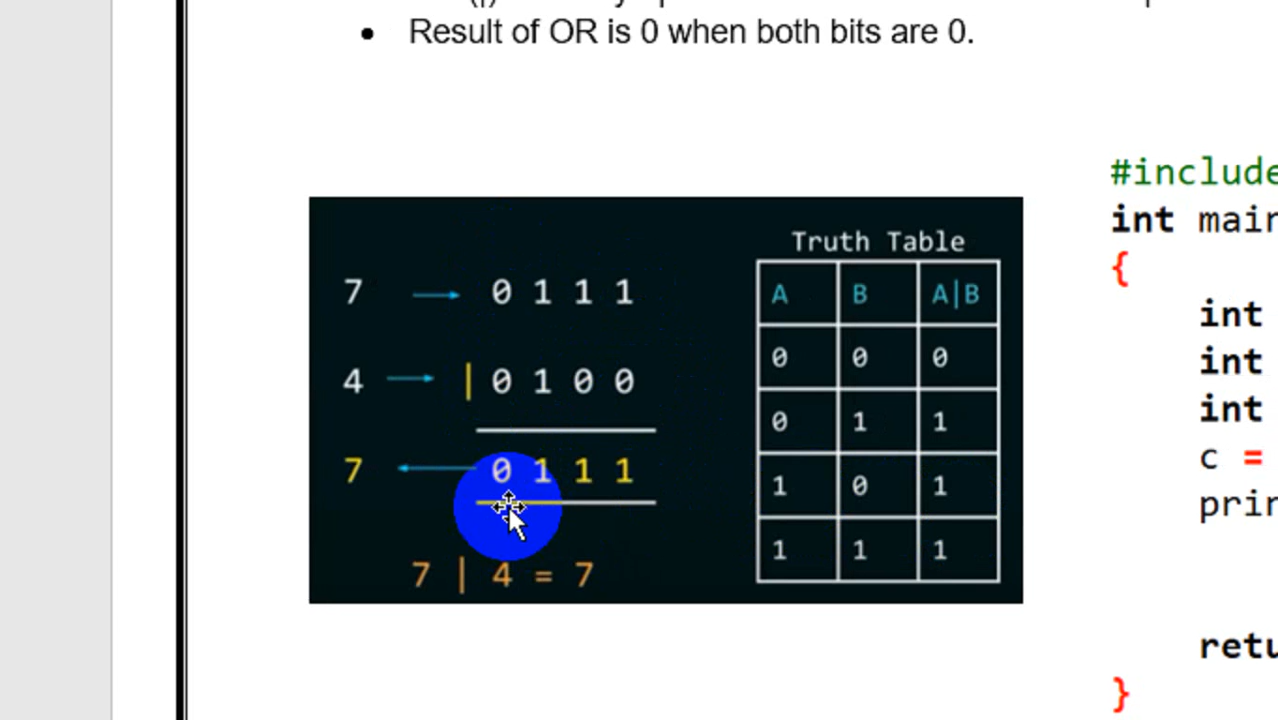 • Result of OR is 0 when both bits are 0.
7 → 0 1 1 1
4 → | 0 1 0 0
7 ← 0 1 1 1
7 | 4 = 7
Truth Table
A B A|B
0 0 0
0 1 1
1 0 1
1 1 1
#include
int main
{
int
int
int
c =
prin
retu
}